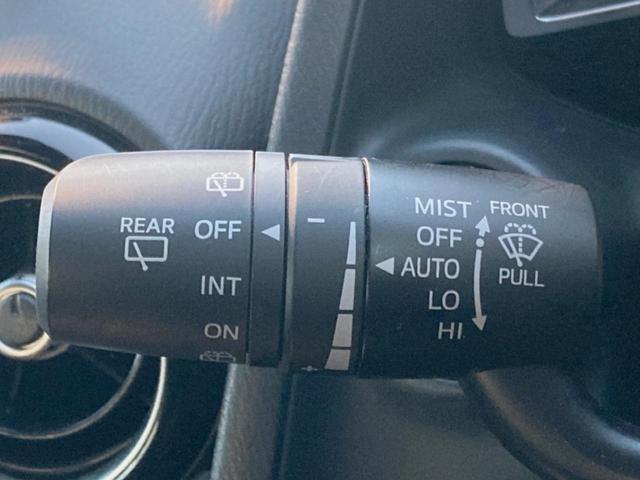 REAR
OFF
INT
ON
−
+
MIST
OFF
AUTO
LO
HI
FRONT
PULL